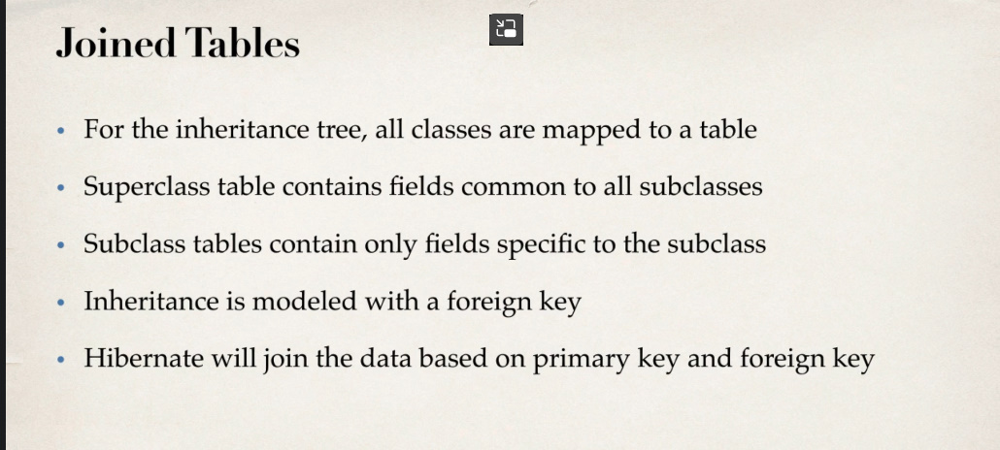 Joined Tables
• For the inheritance tree, all classes are mapped to a table
• Superclass table contains fields common to all subclasses
• Subclass tables contain only fields specific to the subclass
• Inheritance is modeled with a foreign key
• Hibernate will join the data based on primary key and foreign key